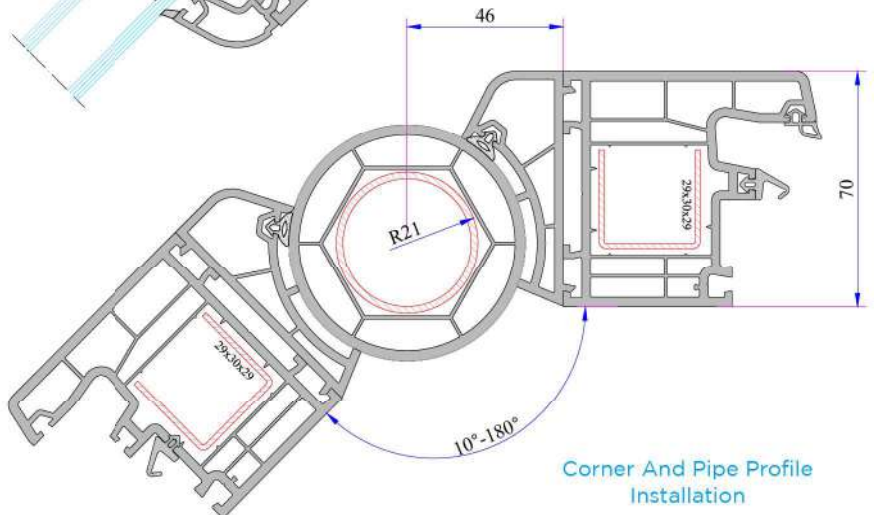 46
70
29x30x29
R21
29x30x29
10°-180°
Corner And Pipe Profile
Installation